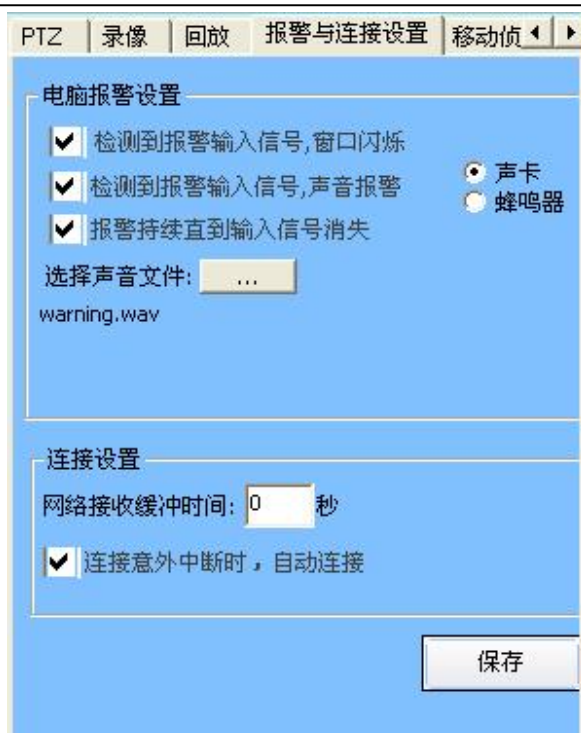 PTZ 录像 回放 报警与连接设置 移动侦
电脑报警设置
检测到报警输入信号,窗口闪烁
检测到报警输入信号,声音报警
声卡
蜂鸣器
报警持续直到输入信号消失
选择声音文件: ...
warning.wav
连接设置
网络接收缓冲时间: 0 秒
连接意外中断时，自动连接
保存